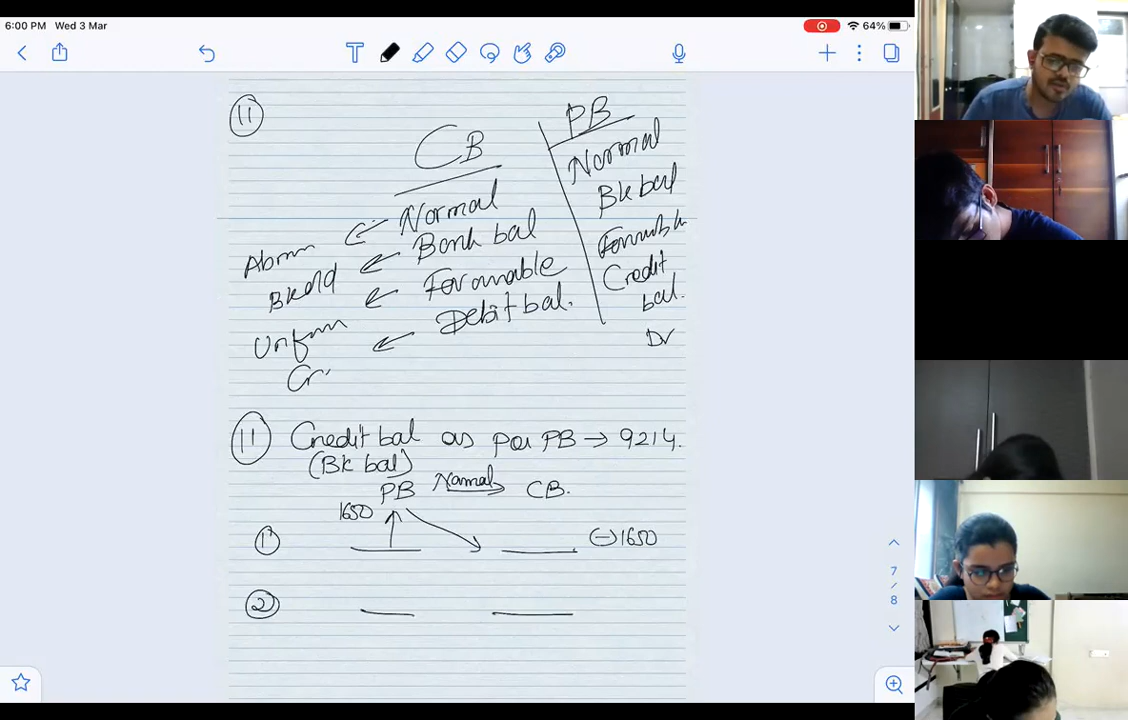 6:00 PM Wed 3 Mar
64%
T
11
CB
PB
Normal
Bank bal
Favourable
Debit bal.
Normal
Bk bal
Credit
bal.
Dr
Bk o/d
Cr.
11 Credit bal as per PB → 9214.
(Bk bal)
PB Normal CB.
1650
1 (-) 1650
2
7
/
8